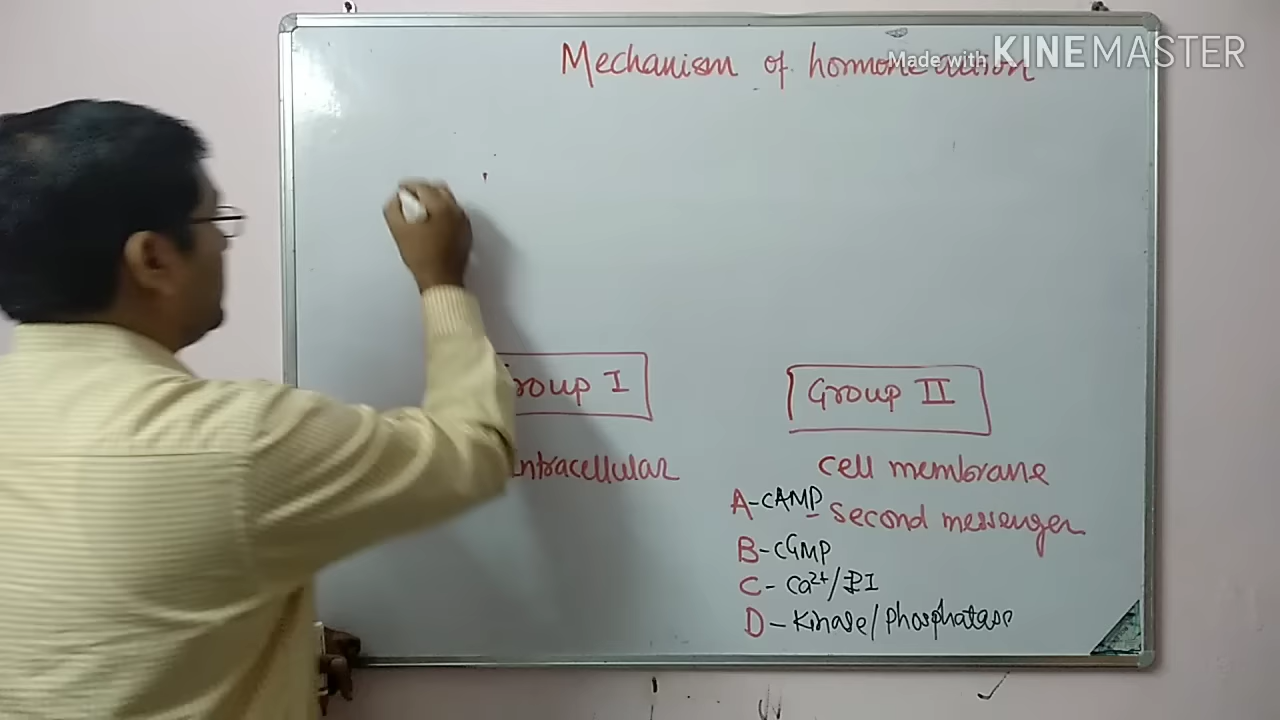 Mechanism of hormone action
Made with KINEMASTER
Group I
Group II
intracellular
cell membrane
A-CAMP
second messenger
B-CGMP
C- Ca2+/PI
D- Kinase/phosphatase